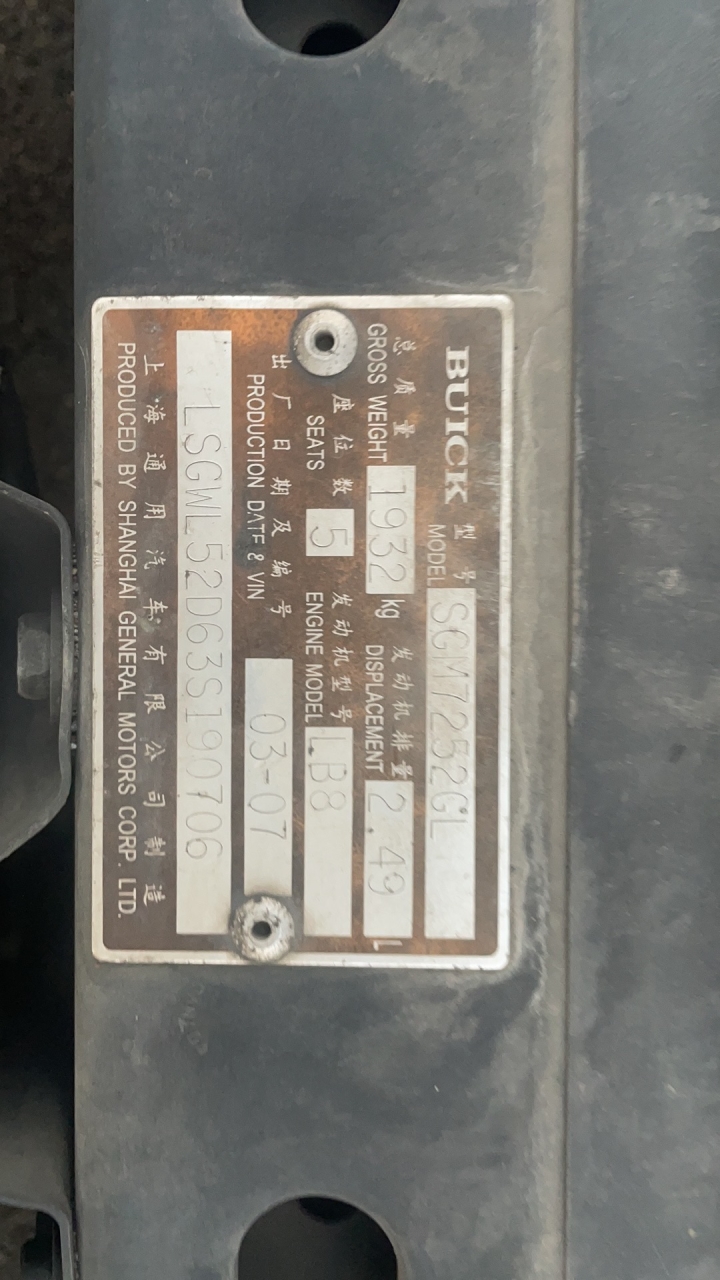 BUICK 型号 MODEL SGM7252GL
总质量 GROSS WEIGHT 1932 kg 发动机排量 DISPLACEMENT 2.49 L
座位数 SEATS 5 发动机型号 ENGINE MODEL LB8
出厂日期及编号 PRODUCTION DATE & VIN 03-07
LSGWL52D63S190706
上海通用汽车有限公司制造
PRODUCED BY SHANGHAI GENERAL MOTORS CORP. LTD.